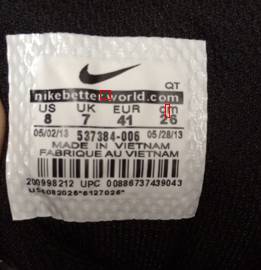 QT
nikebetterworld.com
US UK EUR cm
8 7 41 26
05/02/13 537384-006 05/28/13
MADE IN VIETNAM
FABRIQUE AU VIETNAM
200998212 UPC 00886737439043